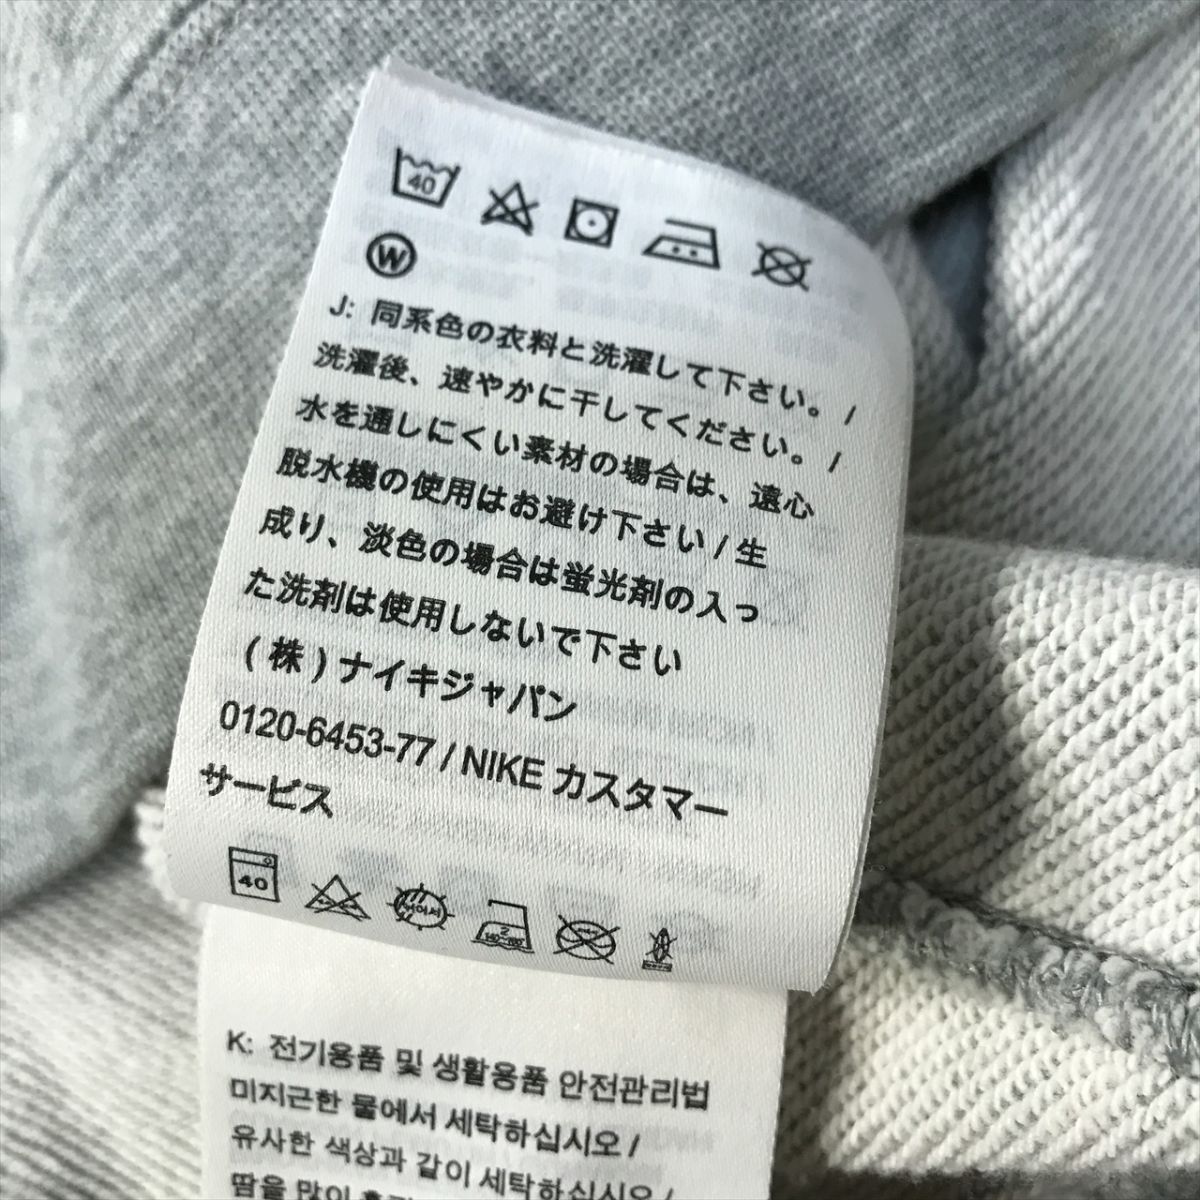 40
W
J: 同系色の衣料と洗濯して下さい。/
洗濯後、速やかに干してください。/
水を通しにくい素材の場合は、遠心
脱水機の使用はお避け下さい / 生
成り、淡色の場合は蛍光剤の入っ
た洗剤は使用しないで下さい
(株)ナイキジャパン
0120-6453-77 / NIKE カスタマー
サービス
40 2
K: 전기용품 및 생활용품 안전관리법
미지근한 물에서 세탁하십시오 /
유사한 색상과 같이 세탁하십시오 /
땀을 많이